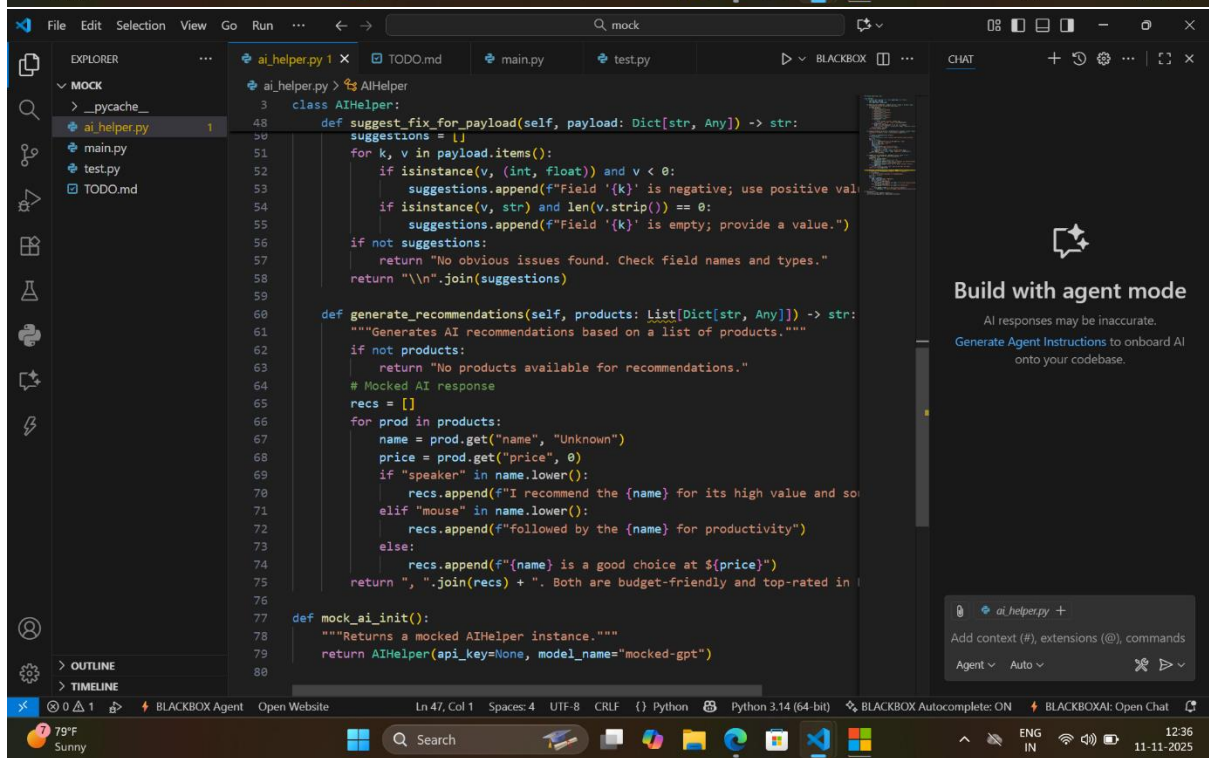 File Edit Selection View Go Run ... mock
EXPLORER ...
MOCK
__pycache__
ai_helper.py
main.py
test.py
TODO.md
OUTLINE
TIMELINE
ai_helper.py 1 TODO.md main.py test.py BLACKBOX ...
ai_helper.py > AIHelper
3 class AIHelper:
48 def suggest_fix_for_payload(self, payload: Dict[str, Any]) -> str:
50 suggestions = []
51 for k, v in payload.items():
52 if isinstance(v, (int, float)) and v < 0:
53 suggestions.append(f"Field '{k}' is negative; use positive val
54 if isinstance(v, str) and len(v.strip()) == 0:
55 suggestions.append(f"Field '{k}' is empty; provide a value.")
56 if not suggestions:
57 return "No obvious issues found. Check field names and types."
58 return "\\n".join(suggestions)
59
60 def generate_recommendations(self, products: List[Dict[str, Any]]) -> str:
61 """Generates AI recommendations based on a list of products."""
62 if not products:
63 return "No products available for recommendations."
64 # Mocked AI response
65 recs = []
66 for prod in products:
67 name = prod.get("name", "Unknown")
68 price = prod.get("price", 0)
69 if "speaker" in name.lower():
70 recs.append(f"I recommend the {name} for its high value and sou
71 elif "mouse" in name.lower():
72 recs.append(f"followed by the {name} for productivity")
73 else:
74 recs.append(f"{name} is a good choice at ${price}")
75 return ", ".join(recs) + ". Both are budget-friendly and top-rated in
76
77 def mock_ai_init():
78 """Returns a mocked AIHelper instance."""
79 return AIHelper(api_key=None, model_name="mocked-gpt")
80
CHAT
Build with agent mode
AI responses may be inaccurate.
Generate Agent Instructions to onboard AI
onto your codebase.
ai_helper.py +
Add context (#), extensions (@), commands
Agent Auto
0 1 BLACKBOX Agent Open Website Ln 47, Col 1 Spaces: 4 UTF-8 CRLF {} Python Python 3.14 (64-bit) BLACKBOX Autocomplete: ON BLACKBOXAI: Open Chat
7 79°F
Sunny
Search
ENG
IN
12:36
11-11-2025